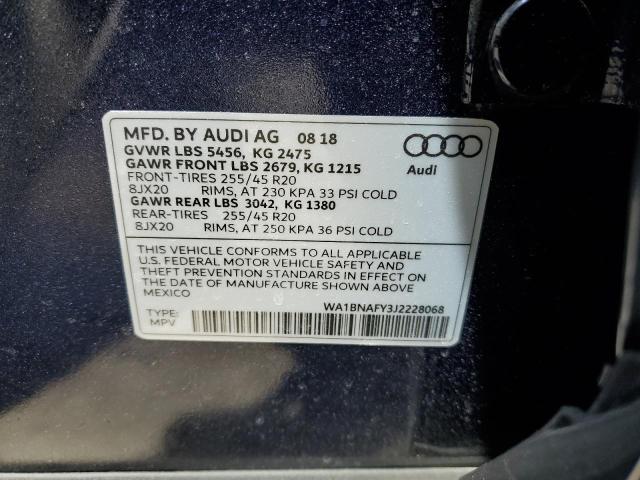 MFD. BY AUDI AG 08 18
GVWR LBS 5456, KG 2475
GAWR FRONT LBS 2679, KG 1215
FRONT-TIRES 255/45 R20
8JX20 RIMS, AT 230 KPA 33 PSI COLD
GAWR REAR LBS 3042, KG 1380
REAR-TIRES 255/45 R20
8JX20 RIMS, AT 250 KPA 36 PSI COLD
Audi
THIS VEHICLE CONFORMS TO ALL APPLICABLE
U.S. FEDERAL MOTOR VEHICLE SAFETY AND
THEFT PREVENTION STANDARDS IN EFFECT ON
THE DATE OF MANUFACTURE SHOWN ABOVE
MEXICO
WA1BNAFY3J2228068
TYPE:
MPV